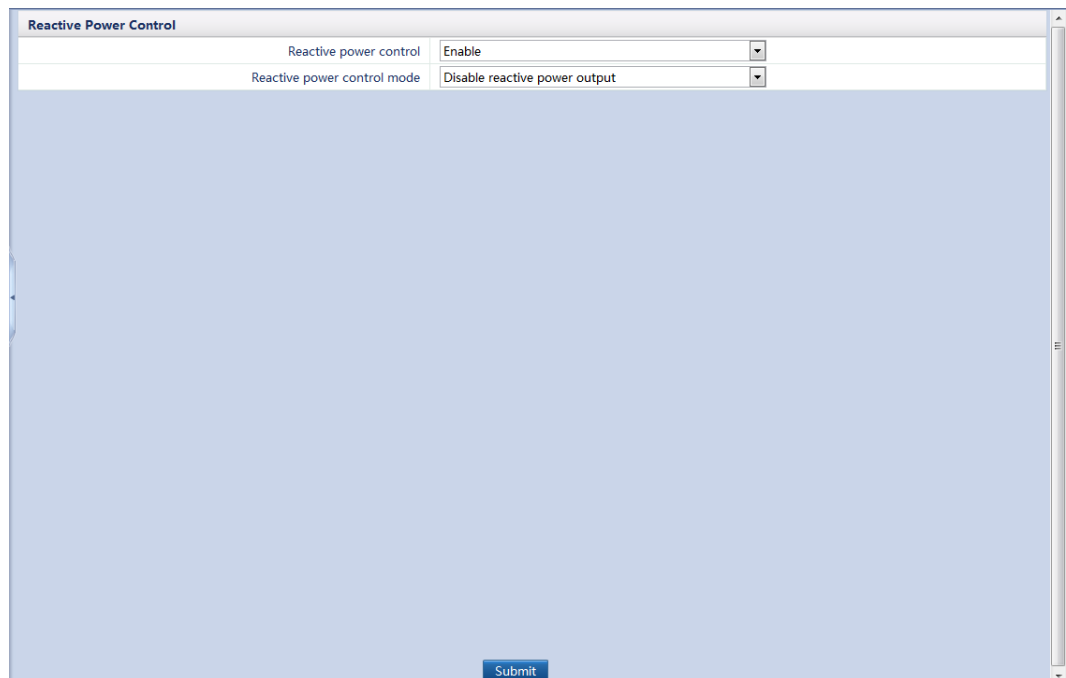 Reactive Power Control
Reactive power control Enable
Reactive power control mode Disable reactive power output
Submit